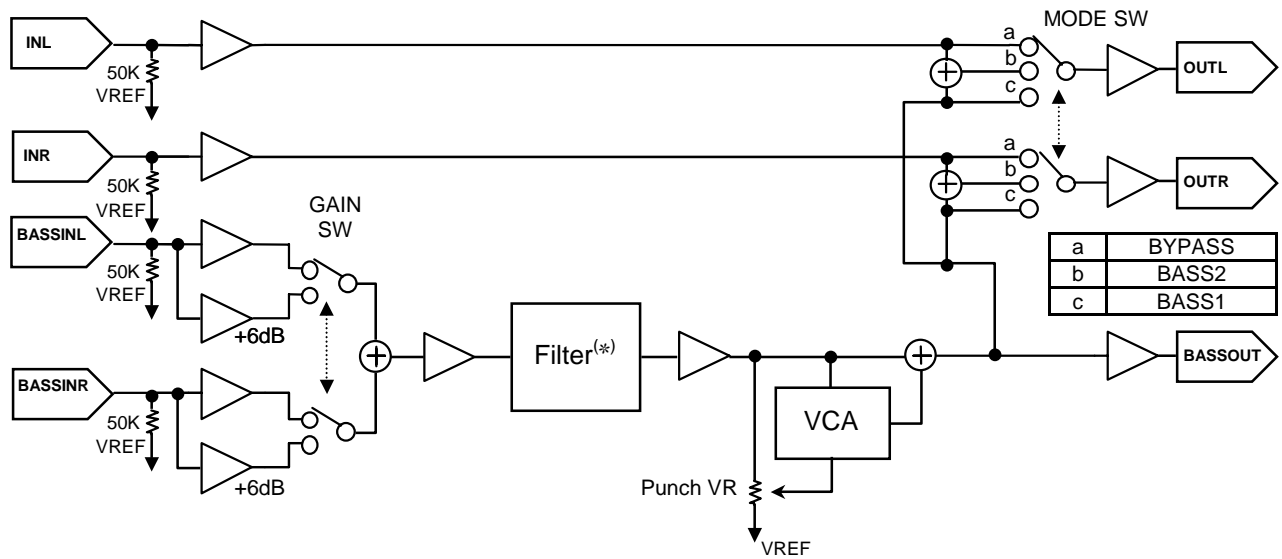 MODE SW
INL
a
b
c
50K
VREF
OUTL
INR
a
b
c
50K
VREF
OUTR
GAIN
SW
BASSINL
50K
VREF
+6dB
a BYPASS
b BASS2
c BASS1
Filter(*)
BASSOUT
BASSINR
50K
VREF
+6dB
VCA
Punch VR
VREF